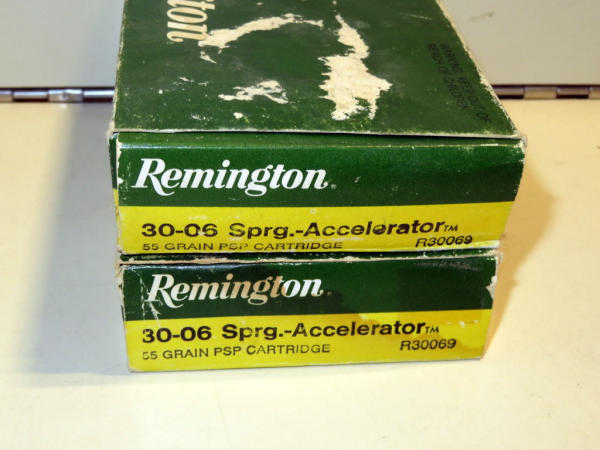 Remington
30-06 Sprg.-Accelerator™
55 GRAIN PSP CARTRIDGE R30069
Remington
30-06 Sprg.-Accelerator™
55 GRAIN PSP CARTRIDGE R30069